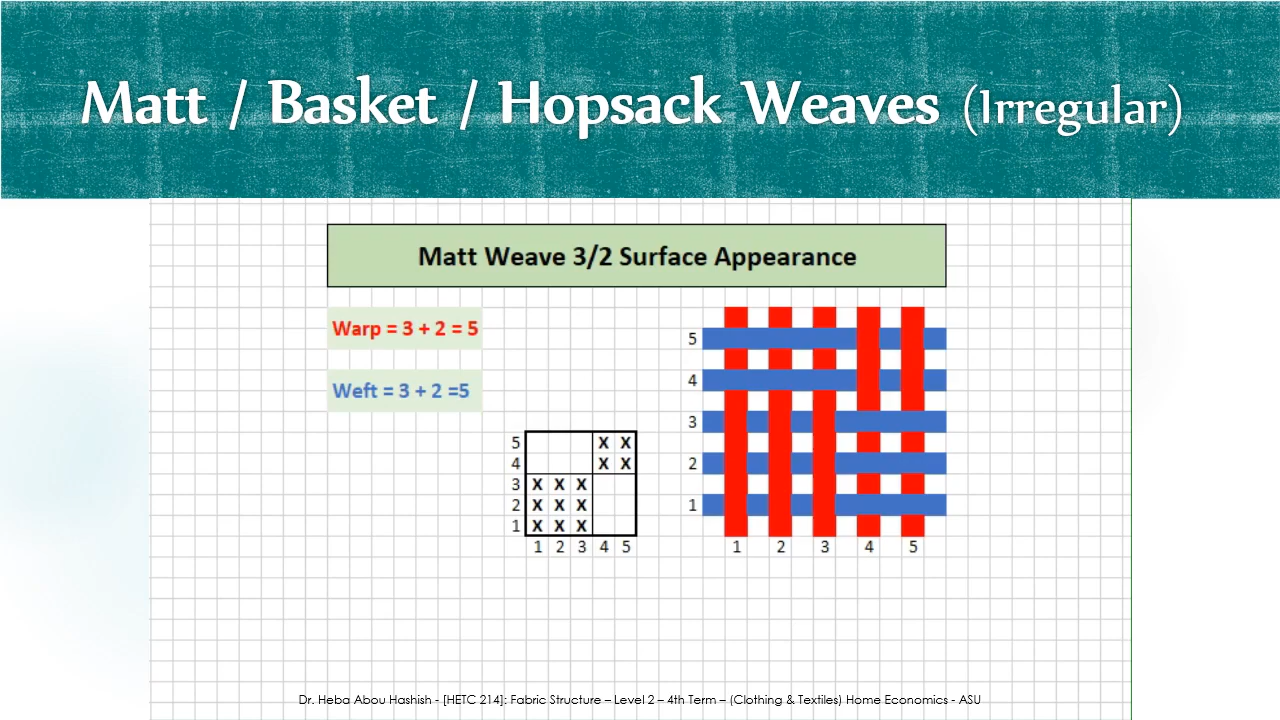 Matt / Basket / Hopsack Weaves (Irregular)
Matt Weave 3/2 Surface Appearance
Warp = 3 + 2 = 5
Weft = 3 + 2 =5
5 X X
4 X X
3 X X X
2 X X X
1 X X X
1 2 3 4 5
5
4
3
2
1
1 2 3 4 5
Dr. Heba Abou Hashish - [HETC 214]: Fabric Structure – Level 2 – 4th Term – (Clothing & Textiles) Home Economics - ASU